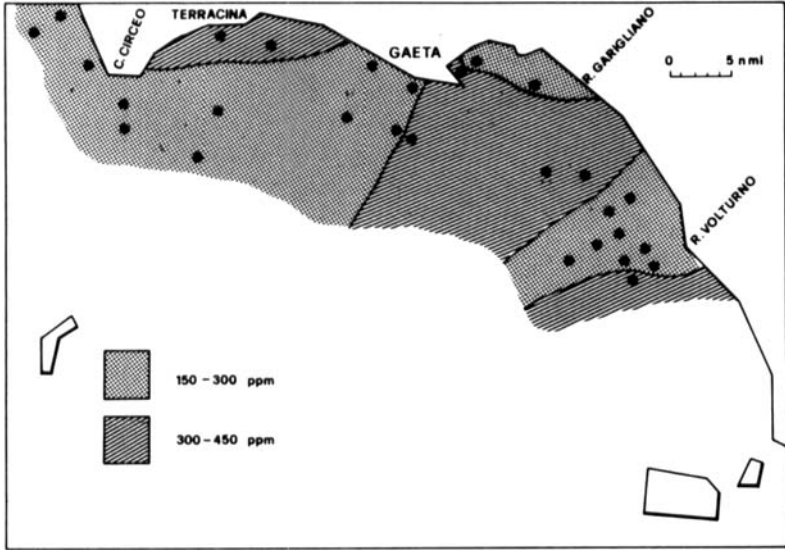 TERRACINA
C. CIRCEO
GAETA
R. GARIGLIANO
0 5 nmi
R. VOLTURNO
150 – 300 ppm
300 – 450 ppm